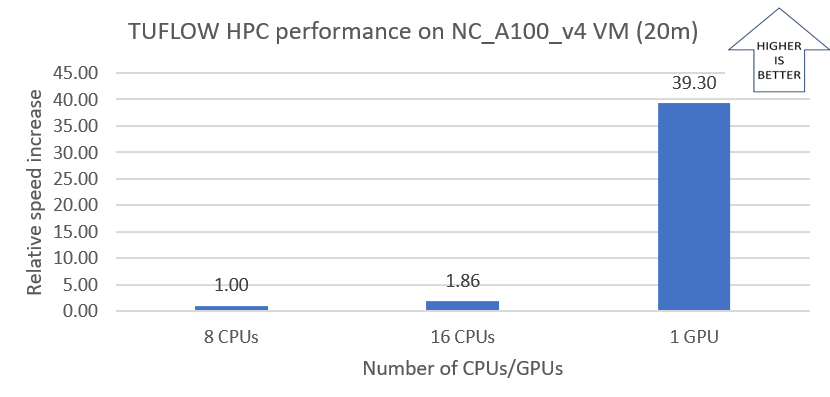 TUFLOW HPC performance on NC_A100_v4 VM (20m)
HIGHER
IS
BETTER
Relative speed increase
45.00
40.00
35.00
30.00
25.00
20.00
15.00
10.00
5.00
0.00
1.00
1.86
39.30
8 CPUs
16 CPUs
1 GPU
Number of CPUs/GPUs